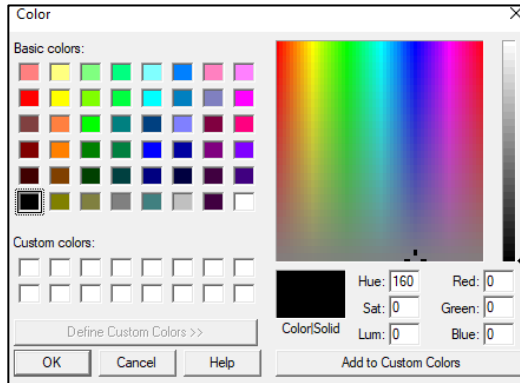 Color
Basic colors:
Custom colors:
Define Custom Colors >>
OK Cancel Help
Color|Solid
Hue: 160 Red: 0
Sat: 0 Green: 0
Lum: 0 Blue: 0
Add to Custom Colors